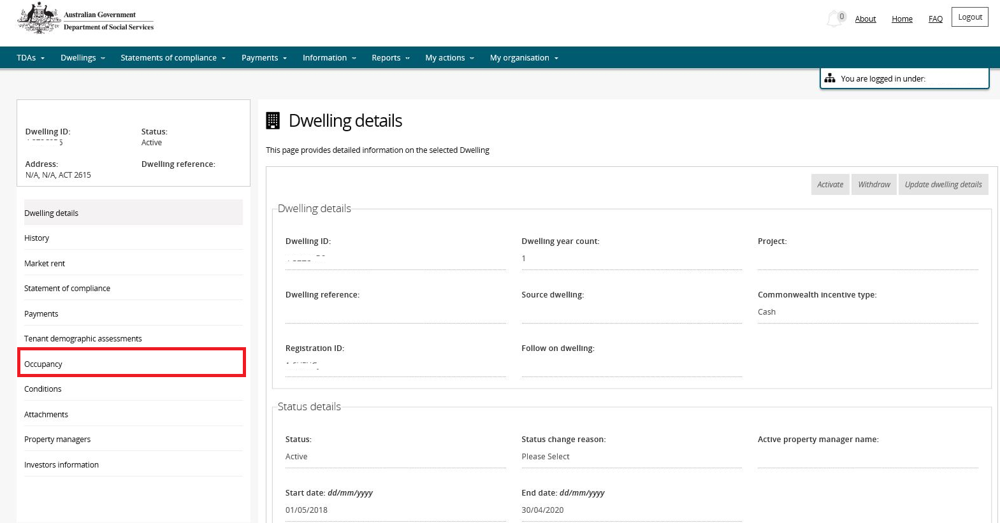 Australian Government
Department of Social Services
0
About
Home
FAQ
Logout
TDAs
Dwellings
Statements of compliance
Payments
Information
Reports
My actions
My organisation
You are logged in under:
Dwelling ID:
Status:
Active
Address:
Dwelling reference:
N/A, N/A, ACT 2615
Dwelling details
History
Market rent
Statement of compliance
Payments
Tenant demographic assessments
Occupancy
Conditions
Attachments
Property managers
Investors information
Dwelling details
This page provides detailed information on the selected Dwelling
Activate
Withdraw
Update dwelling details
Dwelling details
Dwelling ID:
Dwelling year count:
Project:
1
Dwelling reference:
Source dwelling:
Commonwealth incentive type:
Cash
Registration ID:
Follow on dwelling:
Status details
Status:
Status change reason:
Active property manager name:
Active
Please Select
Start date: dd/mm/yyyy
End date: dd/mm/yyyy
01/05/2018
30/04/2020